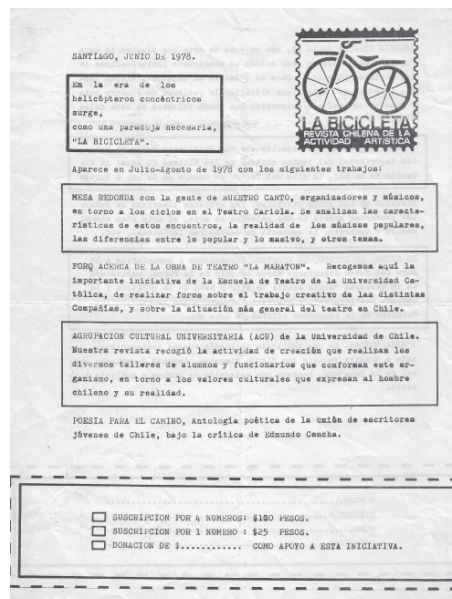 SANTIAGO, JUNIO DE 1978.
En la era de los
helicópteros concéntricos
surge,
como una paradoja necesaria,
"LA BICICLETA".
LA BICICLETA
REVISTA CHILENA DE LA
ACTIVIDAD ARTISTICA
Aparece en Julio-Agosto de 1978 con los siguientes trabajos:
MESA REDONDA con la gente de NUESTRO CANTO, organizadores y músicos,
en torno a los ciclos en el Teatro Cariola. Se analizan las caracte-
rísticas de estos encuentros, la realidad de los músicos populares,
las diferencias entre lo popular y lo masivo, y otros temas.
FORO ACERCA DE LA OBRA DE TEATRO "LA MARATON". Recogemos aquí la
importante iniciativa de la Escuela de Teatro de la Universidad Ca-
tólica, de realizar foros sobre el trabajo creativo de las distintas
Compañías, y sobre la situación más general del teatro en Chile.
AGRUPACION CULTURAL UNIVERSITARIA (ACU) de la Universidad de Chile.
Nuestra revista recogió la actividad de creación que realizan los
diversos talleres de alumnos y funcionarios que conforman este or-
ganismo, en torno a los valores culturales que expresan al hombre
chileno y su realidad.
POESIA PARA EL CAMINO, Antología poética de la Unión de escritores
jóvenes de Chile, bajo la crítica de Edmundo Concha.
SUSCRIPCION POR 4 NUMEROS: $100 PESOS.
SUSCRIPCION POR 1 NUMERO : $25 PESOS.
DONACION DE $............ COMO APOYO A ESTA INICIATIVA.